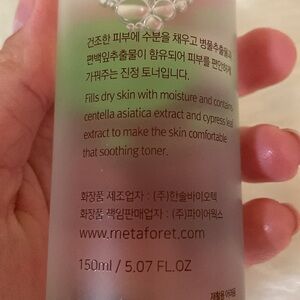 건조한 피부에 수분을 채우고 병풀추출물과
편백잎추출물이 함유되어 피부를 편안하게
가꿔주는 진정 토너입니다.
Fills dry skin with moisture and contains
centella asiatica extract and cypress leaf
extract to make the skin comfortable
that soothing toner.
화장품 제조업자 : (주)한솔바이오텍
화장품 책임판매업자 : (주)파이어웍스
www.metaforet.com
150ml / 5.07 FL.OZ
재활용